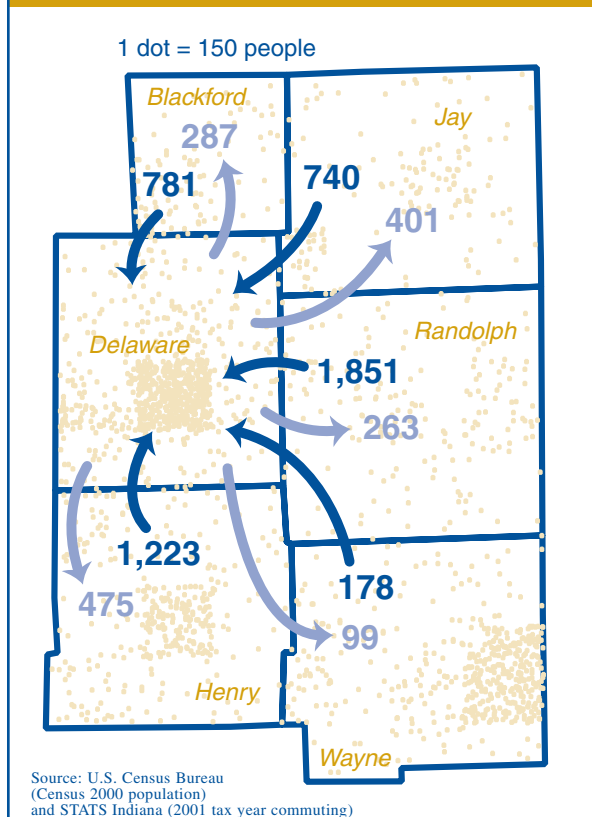 1 dot = 150 people
Blackford
287
Jay
781
740
401
Delaware
Randolph
1,851
263
1,223
178
475
99
Henry
Wayne
Source: U.S. Census Bureau
(Census 2000 population)
and STATS Indiana (2001 tax year commuting)